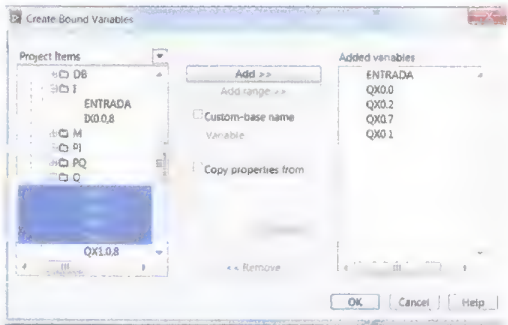 Create Bound Variables
Project Items
DB
I
ENTRADA
IX0.0,8
M
PI
PQ
Q
QX1.0,8
Add >>
Add range >>
Custom-base name
Variable
Copy properties from
<< Remove
Added variables
ENTRADA
QX0.0
QX0.2
QX0.7
QX0.1
OK
Cancel
Help